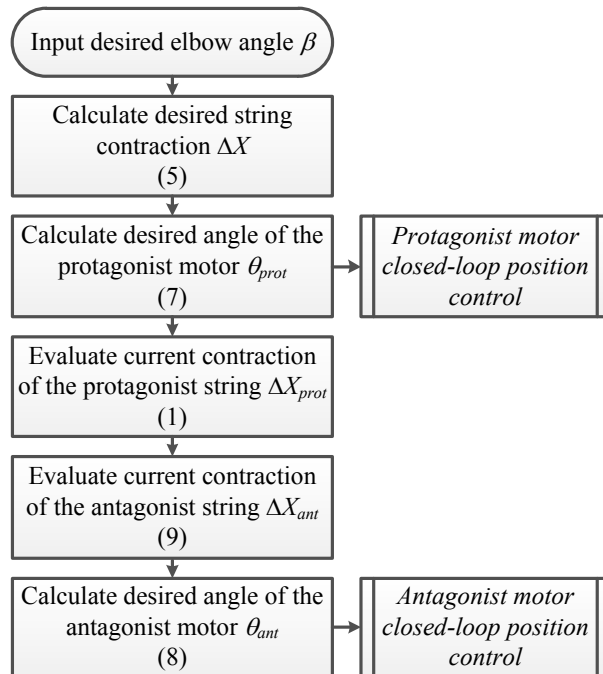 Input desired elbow angle β
Calculate desired string
contraction ΔX
(5)
Calculate desired angle of the
protagonist motor θprot
(7)
Protagonist motor
closed-loop position
control
Evaluate current contraction
of the protagonist string ΔXprot
(1)
Evaluate current contraction
of the antagonist string ΔXant
(9)
Calculate desired angle of the
antagonist motor θant
(8)
Antagonist motor
closed-loop position
control